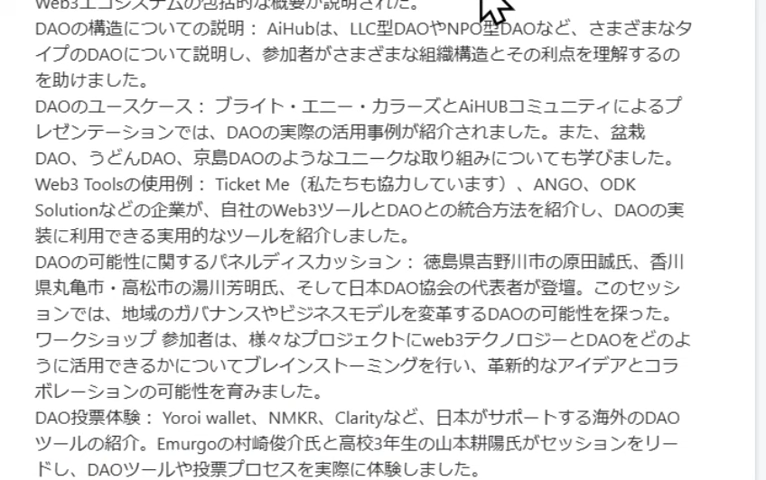 Web3エコシステムの包括的な概要が説明された。
DAOの構造についての説明： AiHubは、LLC型DAOやNPO型DAOなど、さまざまなタ
イプのDAOについて説明し、参加者がさまざまな組織構造とその利点を理解するの
を助けました。
DAOのユースケース： ブライト・エニー・カラーズとAiHUBコミュニティによるプ
レゼンテーションでは、DAOの実際の活用事例が紹介されました。また、盆栽
DAO、うどんDAO、京島DAOのようなユニークな取り組みについても学びました。
Web3 Toolsの使用例： Ticket Me（私たちも協力しています）、ANGO、ODK
Solutionなどの企業が、自社のWeb3ツールとDAOとの統合方法を紹介し、DAOの実
装に利用できる実用的なツールを紹介しました。
DAOの可能性に関するパネルディスカッション： 徳島県吉野川市の原田誠氏、香川
県丸亀市・高松市の湯川芳明氏、そして日本DAO協会の代表者が登壇。このセッシ
ョンでは、地域のガバナンスやビジネスモデルを変革するDAOの可能性を探った。
ワークショップ 参加者は、様々なプロジェクトにweb3テクノロジーとDAOをどのよ
うに活用できるかについてブレインストーミングを行い、革新的なアイデアとコラ
ボレーションの可能性を育みました。
DAO投票体験： Yoroi wallet、NMKR、Clarityなど、日本がサポートする海外のDAO
ツールの紹介。Emurgoの村崎俊介氏と高校3年生の山本耕陽氏がセッションをリー
ドし、DAOツールや投票プロセスを実際に体験しました。